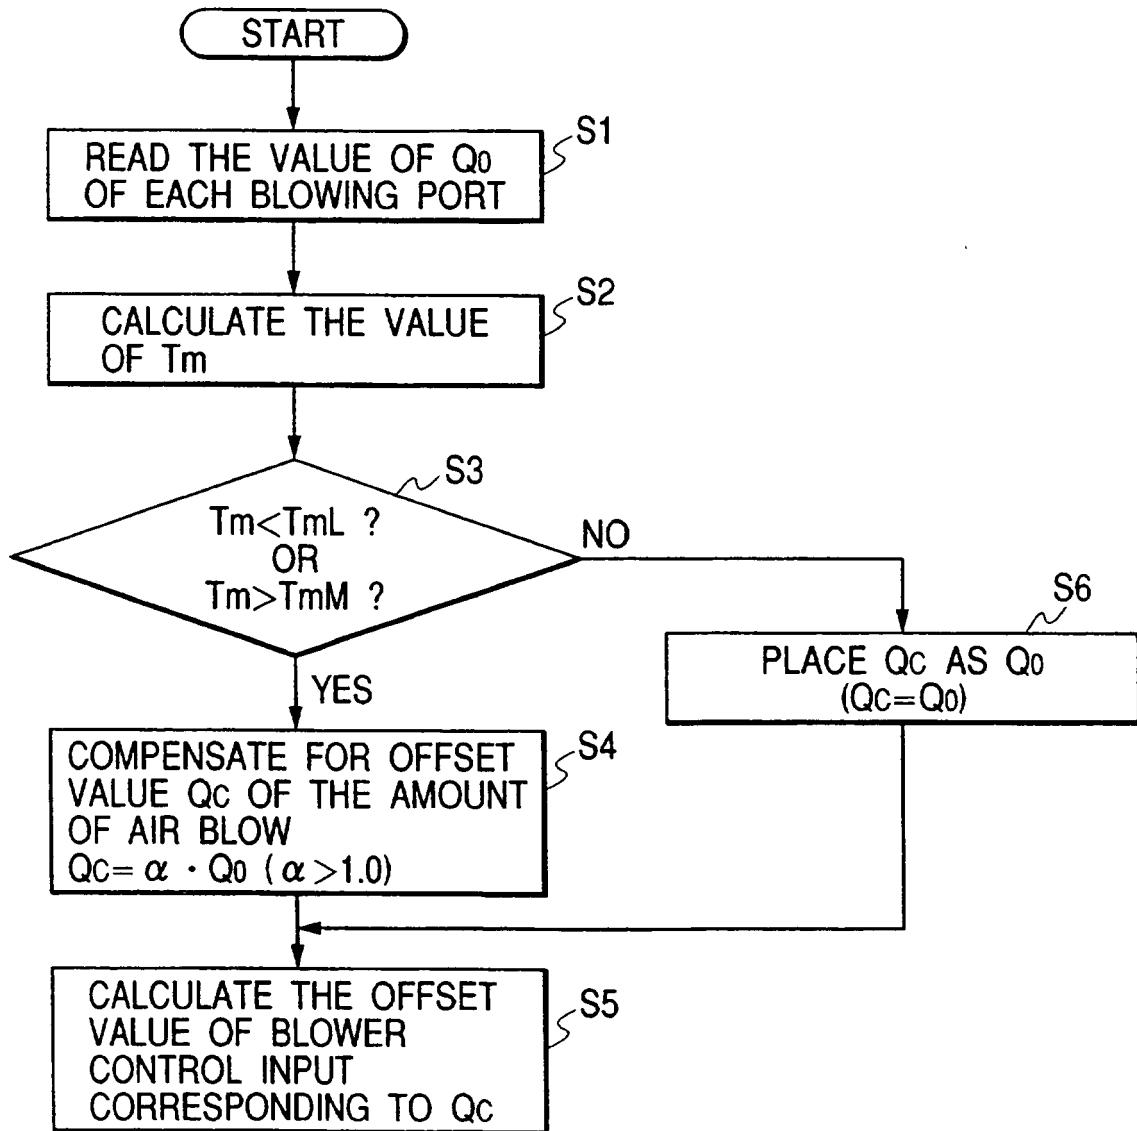 START
S1
READ THE VALUE OF Q0
OF EACH BLOWING PORT
S2
CALCULATE THE VALUE
OF Tm
S3
Tm<TmL ?
OR
Tm>TmM ?
NO
YES
S6
PLACE QC AS Q0
(QC=Q0)
S4
COMPENSATE FOR OFFSET
VALUE QC OF THE AMOUNT
OF AIR BLOW
QC= α · Q0 ( α >1.0)
S5
CALCULATE THE OFFSET
VALUE OF BLOWER
CONTROL INPUT
CORRESPONDING TO QC